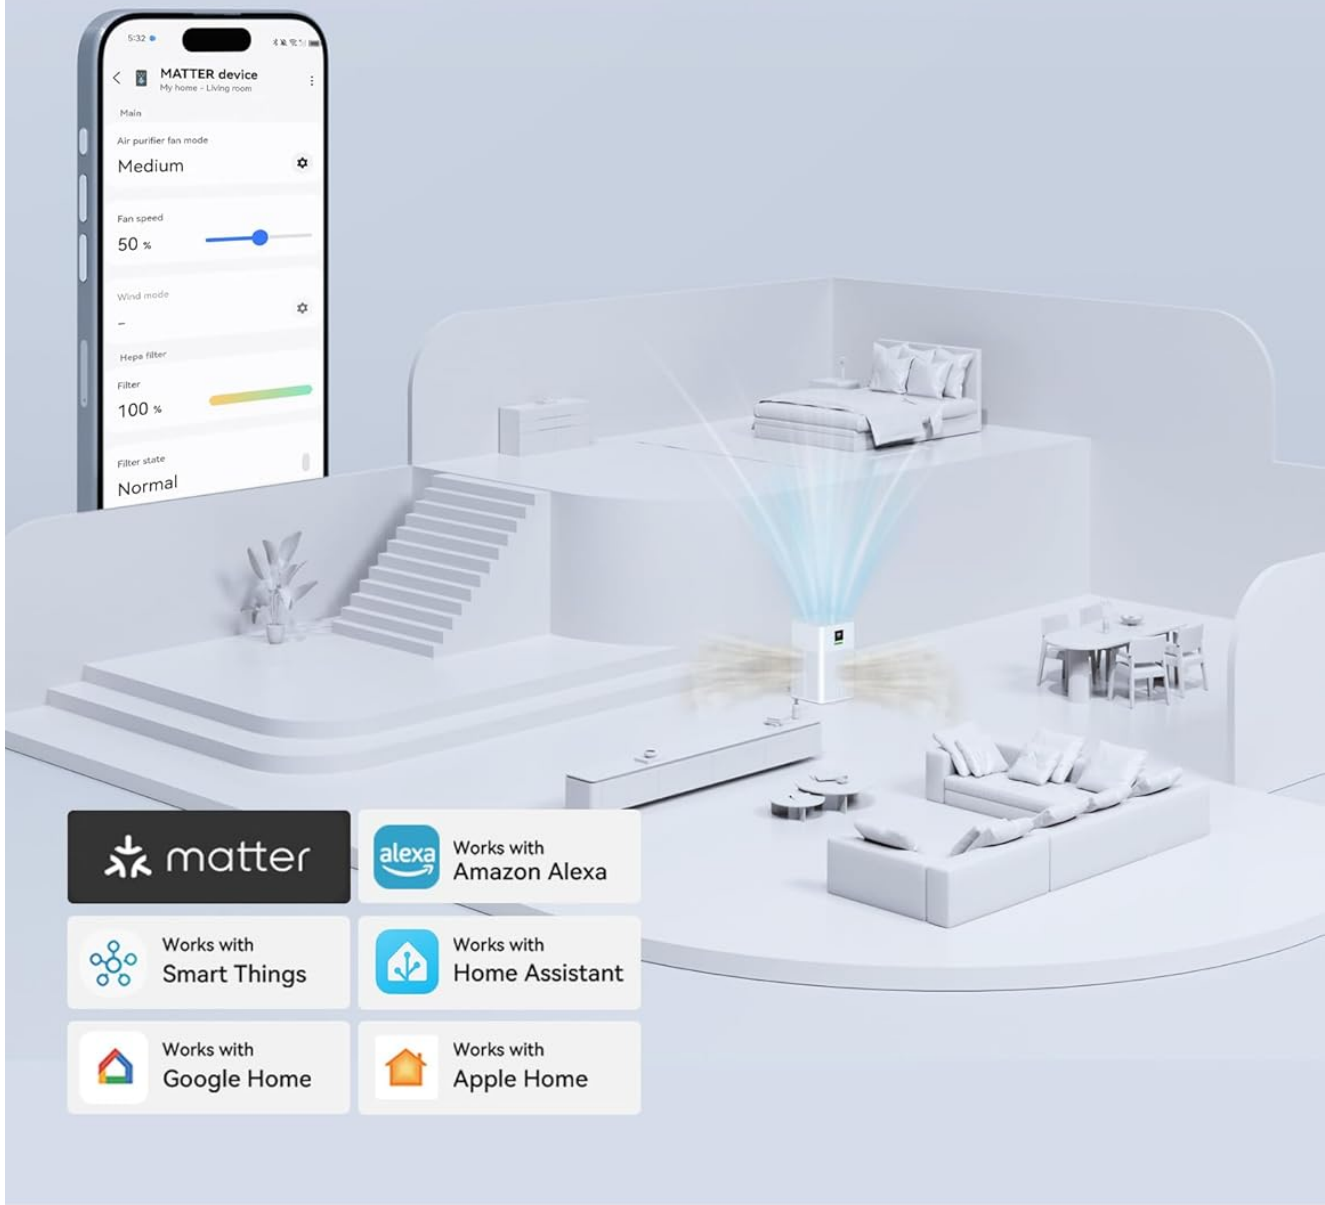 5:32
MATTER device
My home - Living room
Main
Air purifier fan mode
Medium
Fan speed
50 %
Wind mode
–
Hepa filter
Filter
100 %
Filter state
Normal
matter
alexa
Works with
Amazon Alexa
Works with
Smart Things
Works with
Home Assistant
Works with
Google Home
Works with
Apple Home